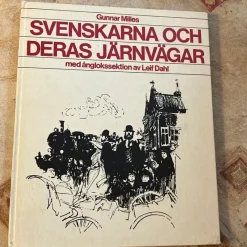 Gunnar Milles
SVENSKARNA OCH
DERAS JÄRNVÄGAR
med ånglokssektion av Leif Dahl